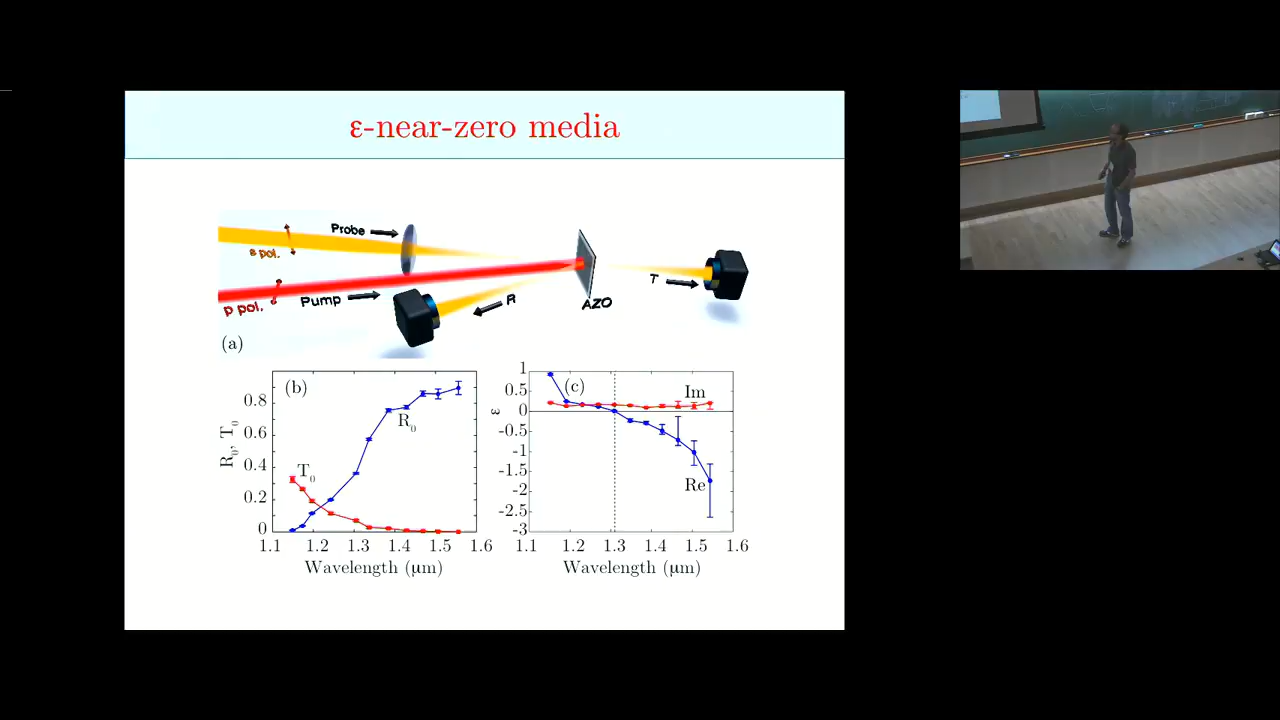 ε-near-zero media
Probe
s pol.
p pol.
Pump
R
T
AZO
(a)
(b)
R₀, T₀
0.8
0.6
0.4
0.2
0
T₀
R₀
1.1 1.2 1.3 1.4 1.5 1.6
Wavelength (μm)
(c)
ε
1
0.5
0
-0.5
-1
-1.5
-2
-2.5
-3
Im
Re
1.1 1.2 1.3 1.4 1.5 1.6
Wavelength (μm)